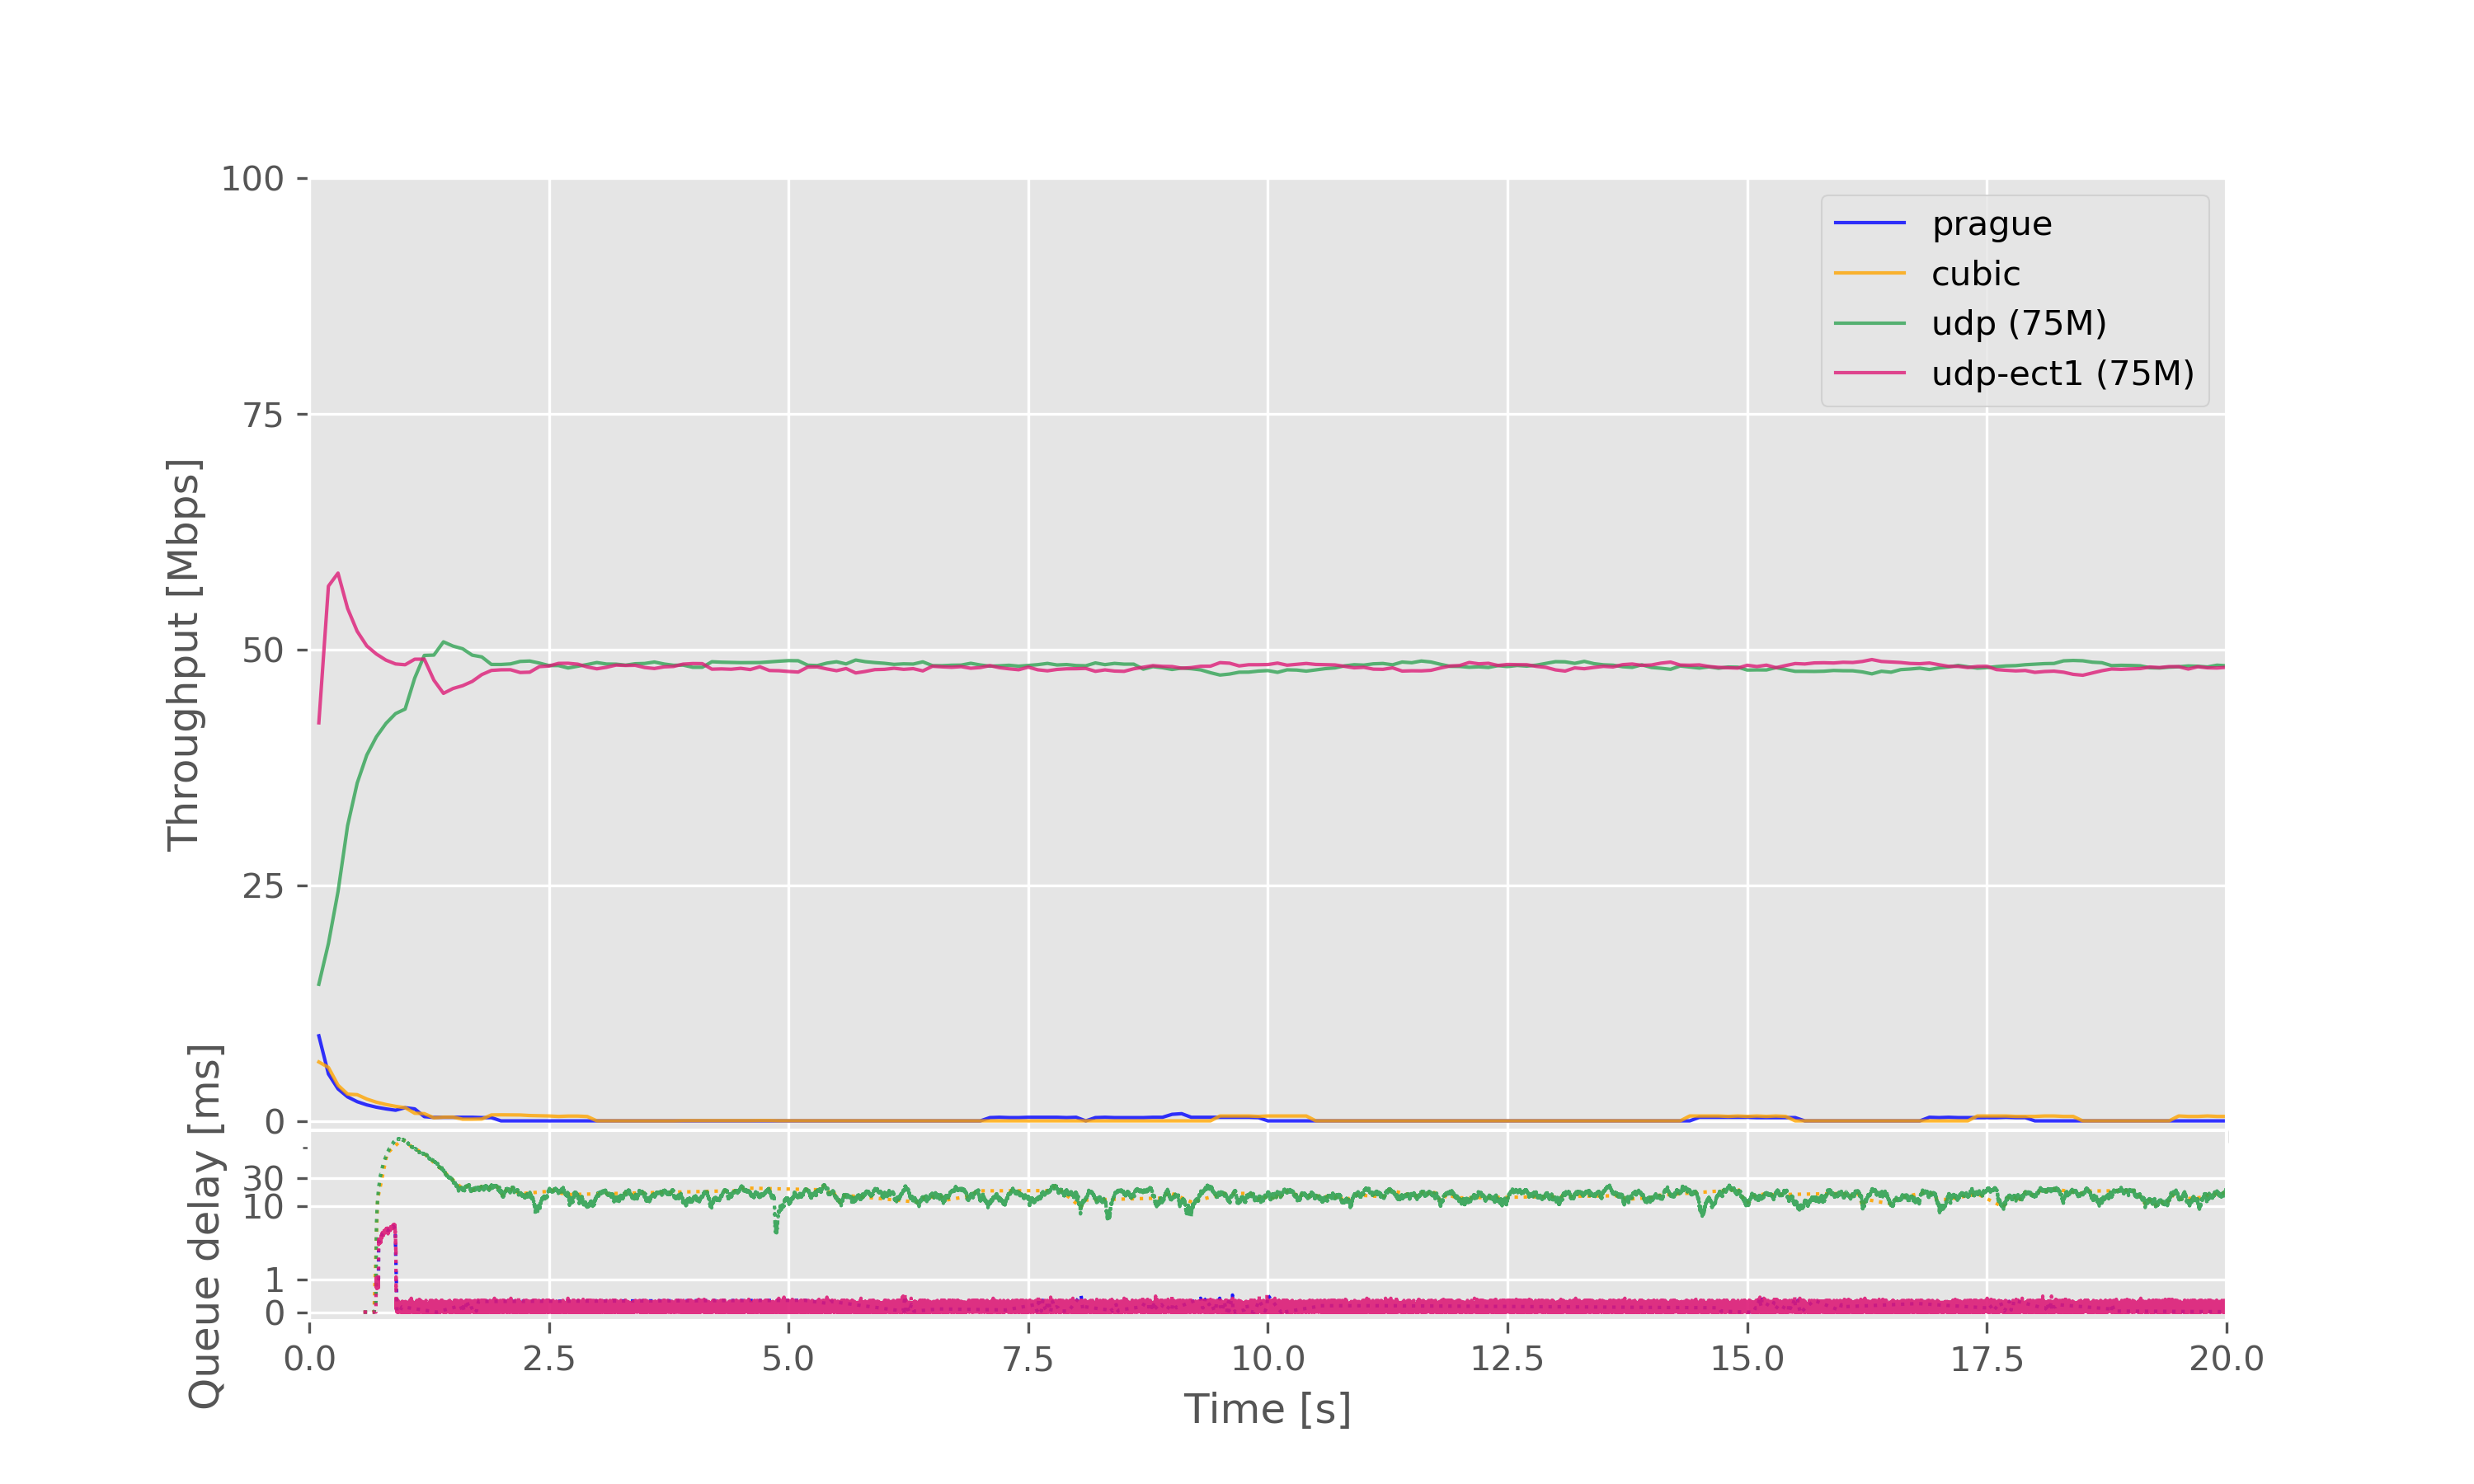 100
75
50
25
0
Throughput [Mbps]
prague
cubic
udp (75M)
udp-ect1 (75M)
30
10
1
0
Queue delay [ms]
0.0 2.5 5.0 7.5 10.0 12.5 15.0 17.5 20.0
Time [s]